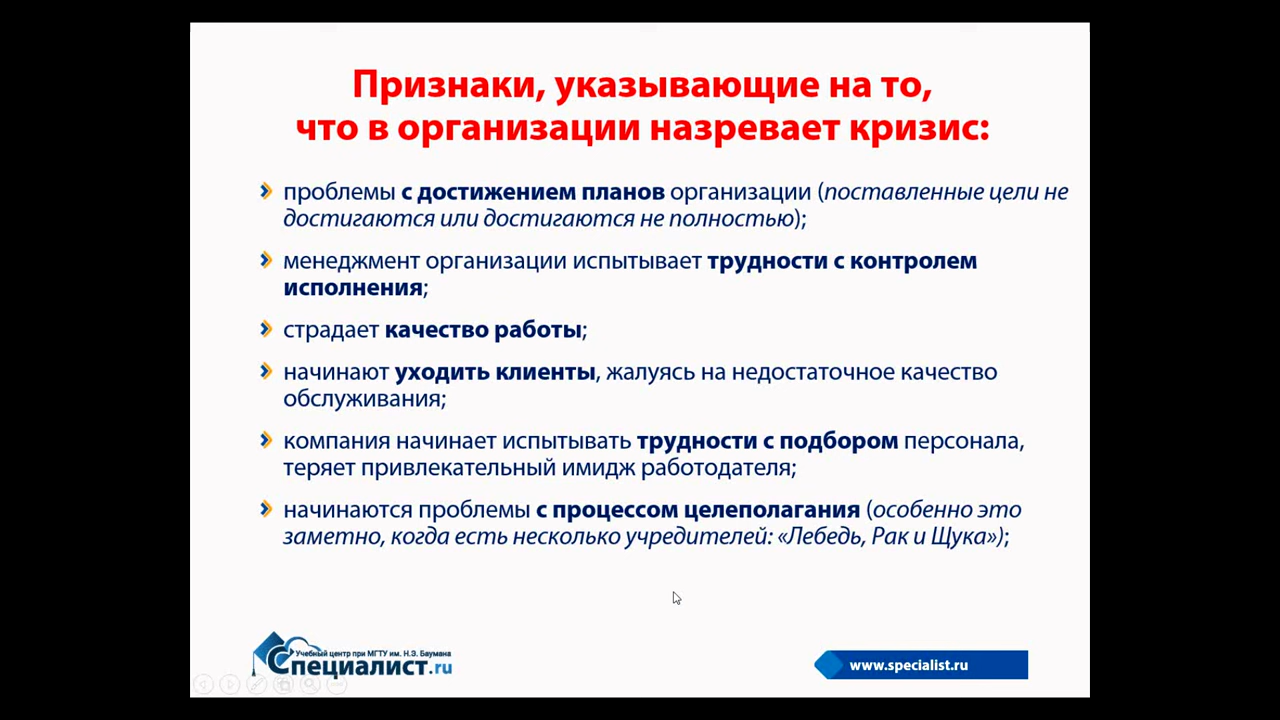 Признаки, указывающие на то,
что в организации назревает кризис:
проблемы с достижением планов организации (поставленные цели не
достигаются или достигаются не полностью);
менеджмент организации испытывает трудности с контролем
исполнения;
страдает качество работы;
начинают уходить клиенты, жалуясь на недостаточное качество
обслуживания;
компания начинает испытывать трудности с подбором персонала,
теряет привлекательный имидж работодателя;
начинаются проблемы с процессом целеполагания (особенно это
заметно, когда есть несколько учредителей: «Лебедь, Рак и Щука»);
Учебный центр при МГТУ им. Н.Э. Баумана
Специалист.ru
www.specialist.ru